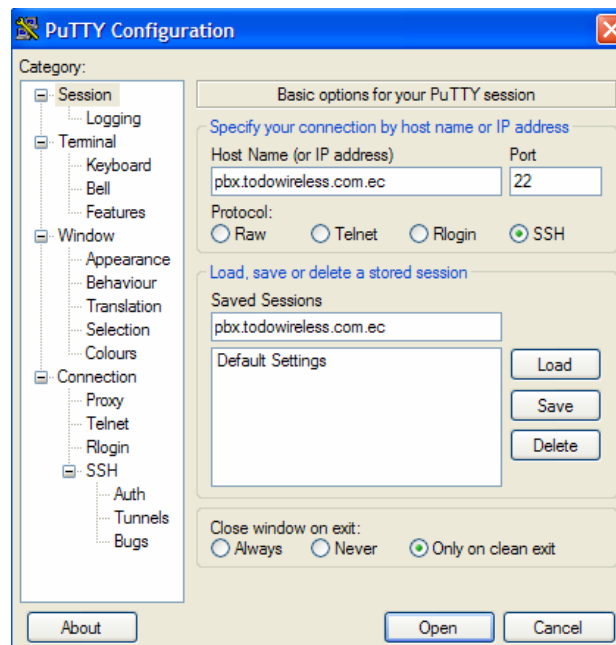 PuTTY Configuration
Category:
Session
Logging
Terminal
Keyboard
Bell
Features
Window
Appearance
Behaviour
Translation
Selection
Colours
Connection
Proxy
Telnet
Rlogin
SSH
Auth
Tunnels
Bugs
Basic options for your PuTTY session
Specify your connection by host name or IP address
Host Name (or IP address) Port
pbx.todowireless.com.ec 22
Protocol:
Raw Telnet Rlogin SSH
Load, save or delete a stored session
Saved Sessions
pbx.todowireless.com.ec
Default Settings
Load
Save
Delete
Close window on exit:
Always Never Only on clean exit
About Open Cancel